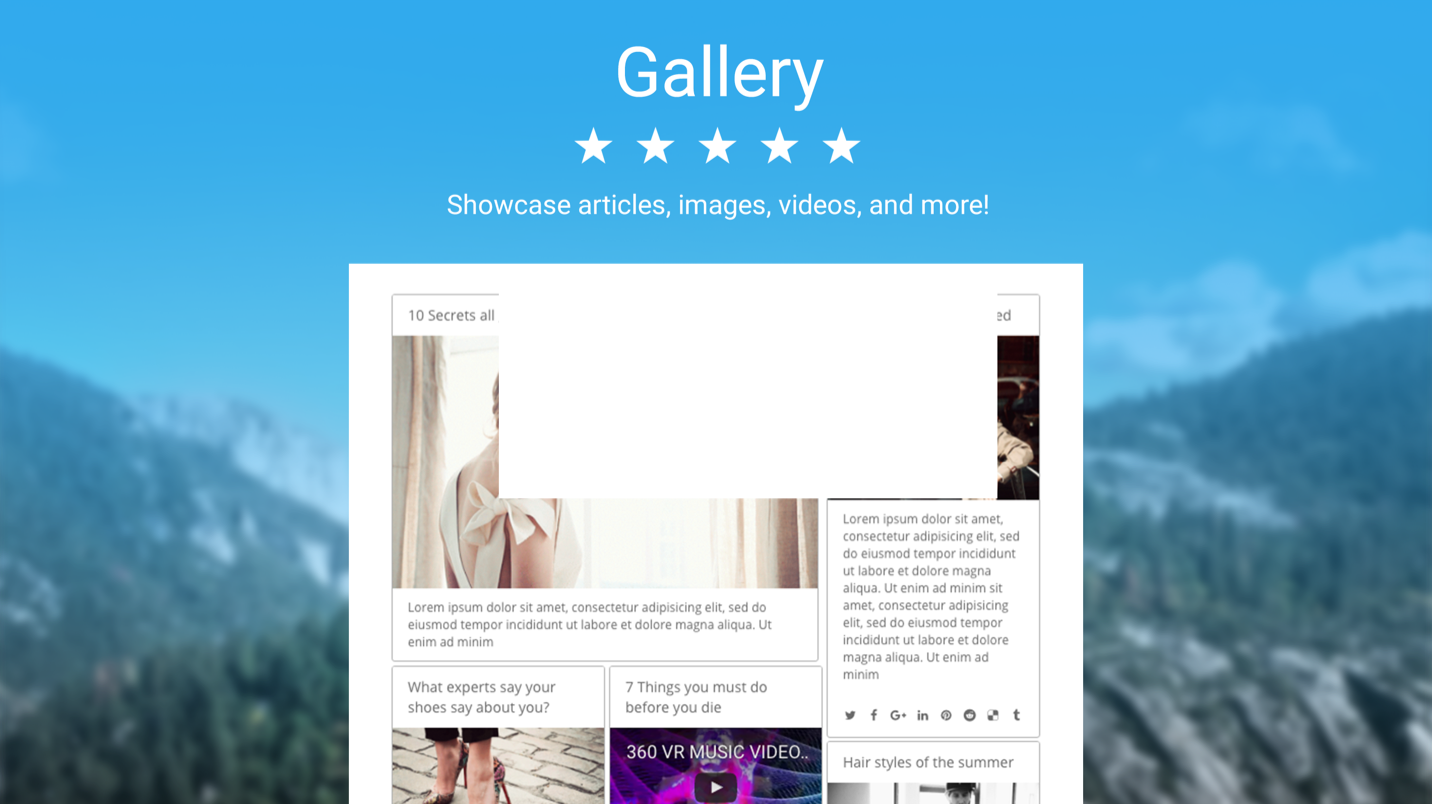 Gallery
Showcase articles, images, videos, and more!
10 Secrets all
Lorem ipsum dolor sit amet, consectetur adipisicing elit, sed do
eiusmod tempor incididunt ut labore et dolore magna aliqua. Ut
enim ad minim
Lorem ipsum dolor sit amet,
consectetur adipisicing elit, sed
do eiusmod tempor incididunt
ut labore et dolore magna
aliqua. Ut enim ad minim sit
amet, consectetur adipisicing
elit, sed do eiusmod tempor
incididunt ut labore et dolore
magna aliqua. Ut enim ad
minim
What experts say your
shoes say about you?
7 Things you must do
before you die
360 VR MUSIC VIDEO..
Hair styles of the summer